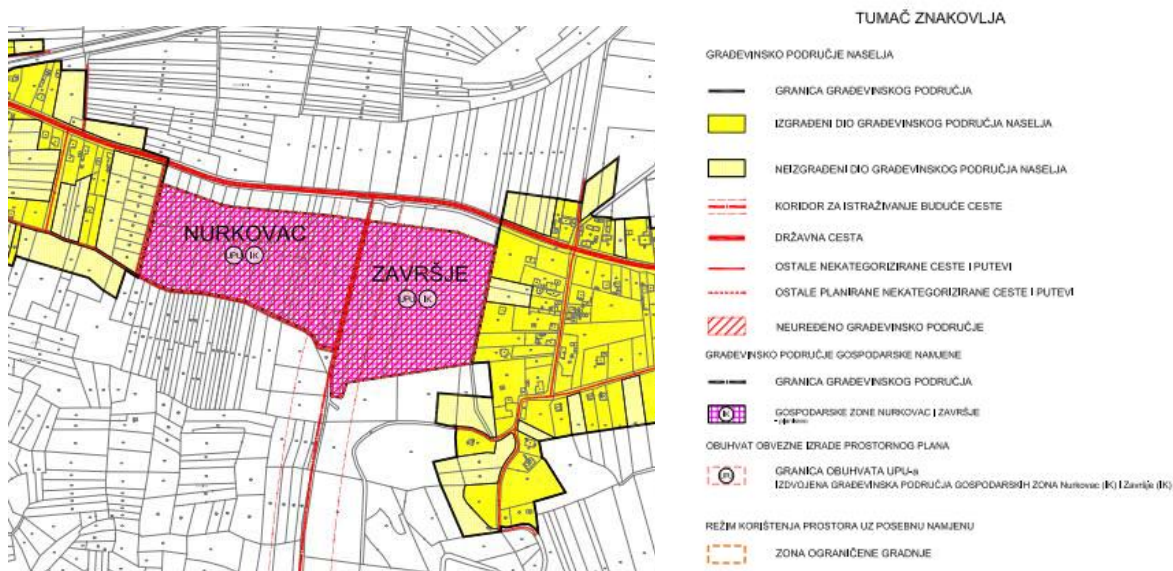 NURKOVAC
UPU IK
ZAVRŠJE
UPU IK
TUMAČ ZNAKOVLJA
GRAĐEVINSKO PODRUČJE NASELJA
GRANICA GRAĐEVINSKOG PODRUČJA
IZGRAĐENI DIO GRAĐEVINSKOG PODRUČJA NASELJA
NEIZGRAĐENI DIO GRAĐEVINSKOG PODRUČJA NASELJA
KORIDOR ZA ISTRAŽIVANJE BUDUĆE CESTE
DRŽAVNA CESTA
OSTALE NEKATEGORIZIRANE CESTE I PUTEVI
OSTALE PLANIRANE NEKATEGORIZIRANE CESTE I PUTEVI
NEUREĐENO GRAĐEVINSKO PODRUČJE
GRAĐEVINSKO PODRUČJE GOSPODARSKE NAMJENE
GRANICA GRAĐEVINSKOG PODRUČJA
IK GOSPODARSKE ZONE NURKOVAC I ZAVRŠJE
OBUHVAT OBVEZNE IZRADE PROSTORNOG PLANA
UPU GRANICA OBUHVATA UPU-a
IZDVOJENA GRAĐEVINSKA PODRUČJA GOSPODARSKIH ZONA Nurkovac (IK) I Završje (IK)
REŽIM KORIŠTENJA PROSTORA UZ POSEBNU NAMJENU
ZONA OGRANIČENE GRADNJE